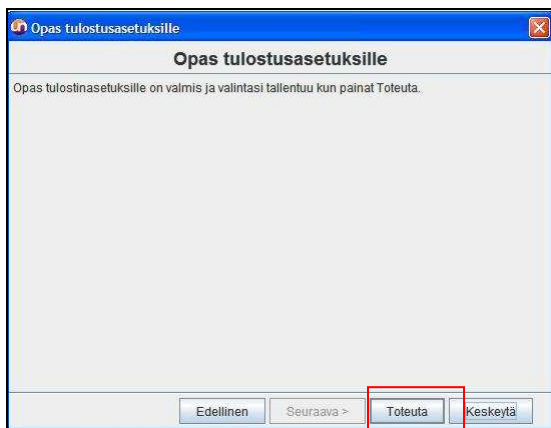 Opas tulostusasetuksille
Opas tulostusasetuksille
Opas tulostinasetuksille on valmis ja valintasi tallentuu kun painat Toteuta.
Edellinen Seuraava > Toteuta Keskeytä